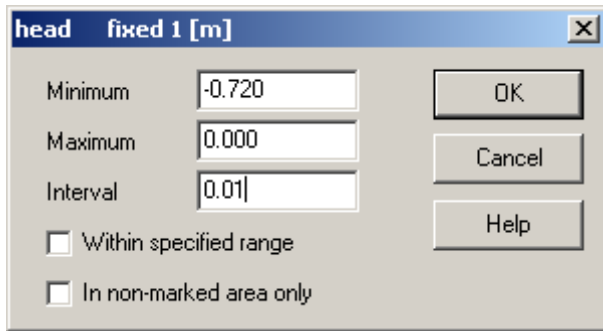 head fixed 1 [m]
Minimum -0.720 OK
Maximum 0.000 Cancel
Interval 0.01 Help
Within specified range
In non-marked area only